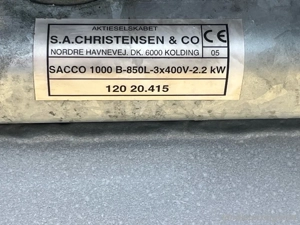 AKTIESELSKABET
S.A.CHRISTENSEN & CO
NORDRE HAVNEVEJ. DK. 6000 KOLDING
CE
05
SACCO 1000 B-850L-3x400V-2.2 kW
120 20.415